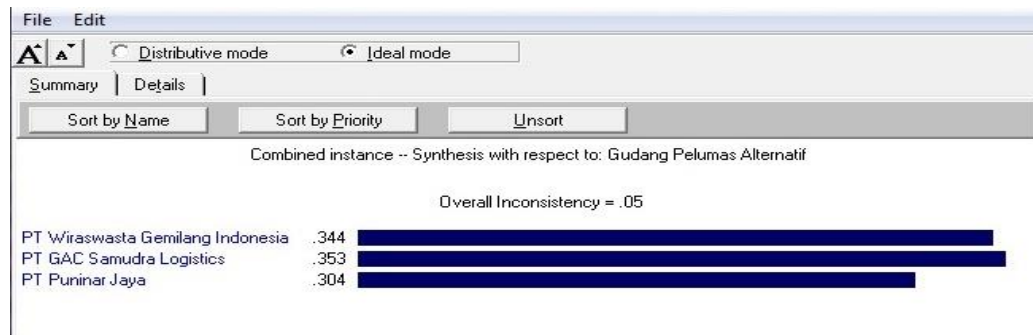 File Edit
A A Distributive mode Ideal mode
Summary Details
Sort by Name Sort by Priority Unsort
Combined instance -- Synthesis with respect to: Gudang Pelumas Alternatif
Overall Inconsistency = .05
PT Wiraswasta Gemilang Indonesia .344
PT GAC Samudra Logistics .353
PT Puninar Jaya .304